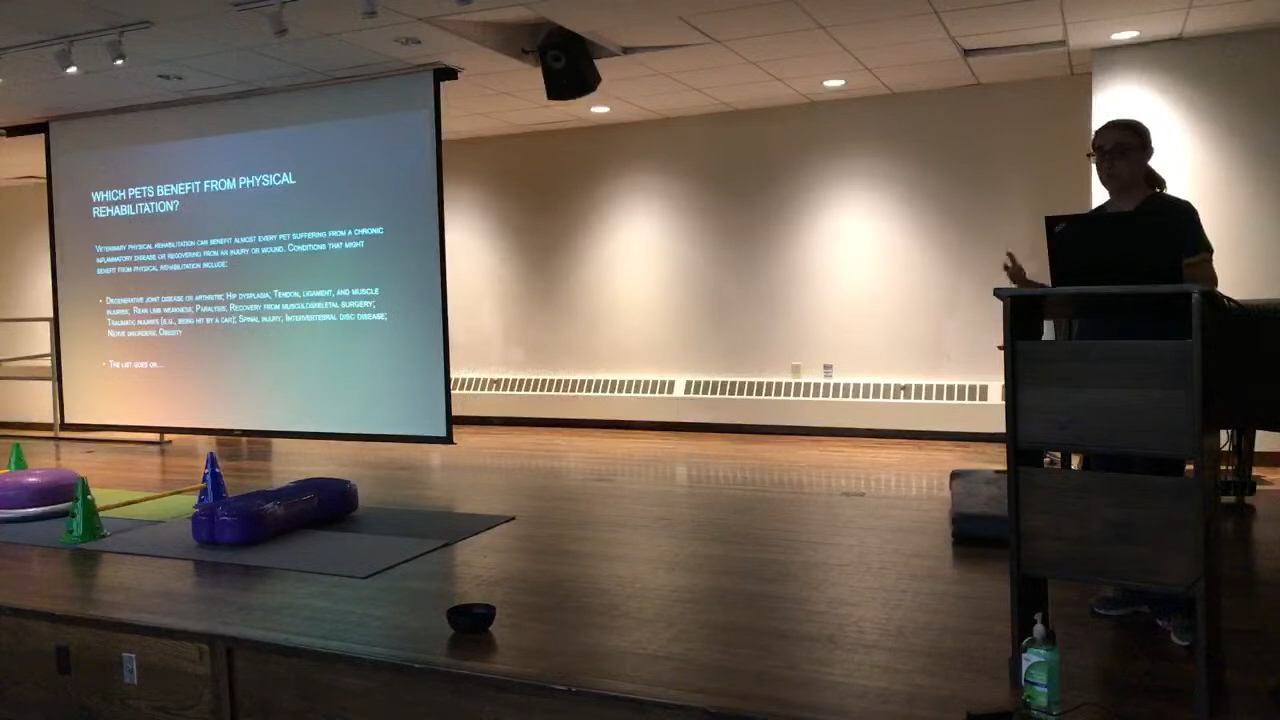 WHICH PETS BENEFIT FROM PHYSICAL
REHABILITATION?
VETERINARY PHYSICAL REHABILITATION CAN BENEFIT ALMOST EVERY PET SUFFERING FROM A CHRONIC
INFLAMMATORY DISEASE OR RECOVERING FROM AN INJURY OR WOUND. CONDITIONS THAT MIGHT
BENEFIT FROM PHYSICAL REHABILITATION INCLUDE:
• DEGENERATIVE JOINT DISEASE OR ARTHRITIS; HIP DYSPLASIA; TENDON, LIGAMENT, AND MUSCLE
INJURIES; REAR LIMB WEAKNESS; PARALYSIS; RECOVERY FROM MUSCULOSKELETAL SURGERY;
TRAUMATIC INJURIES (E.G., BEING HIT BY A CAR); SPINAL INJURY; INTERVERTEBRAL DISC DISEASE;
NERVE DISORDERS; OBESITY
• THE LIST GOES ON...